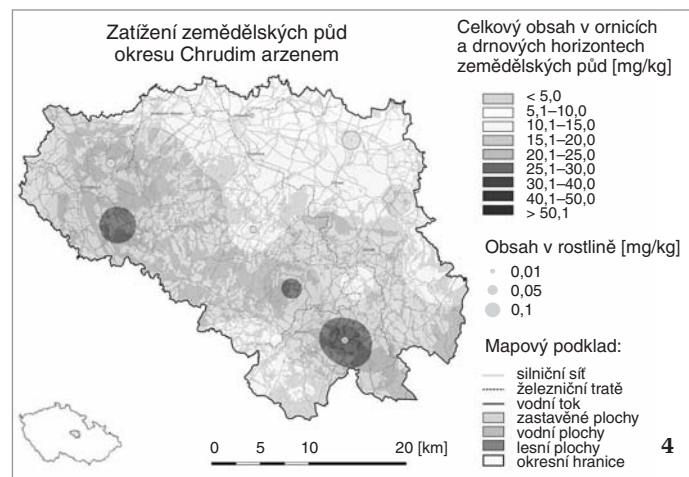 Zatížení zemědělských půd
okresu Chrudim arzenem
Celkový obsah v ornicích
a drnových horizontech
zemědělských půd [mg/kg]
< 5,0
5,1–10,0
10,1–15,0
15,1–20,0
20,1–25,0
25,1–30,0
30,1–40,0
40,1–50,0
> 50,1
Obsah v rostlině [mg/kg]
0,01
0,05
0,1
Mapový podklad:
silniční síť
železniční tratě
vodní tok
zastavěné plochy
vodní plochy
lesní plochy
okresní hranice
0 5 10 20 [km]
4